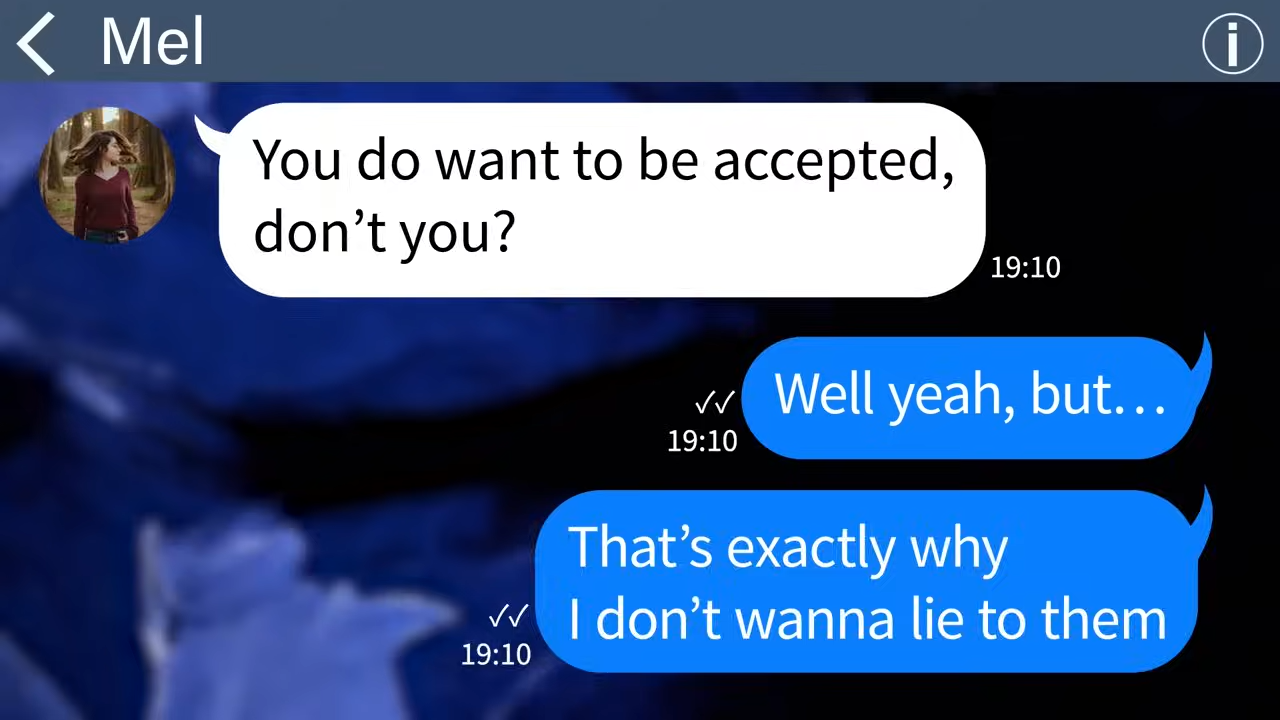 Mel
You do want to be accepted,
don’t you?
19:10
Well yeah, but…
19:10
That’s exactly why
I don’t wanna lie to them
19:10